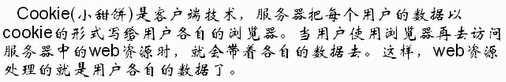 Cookie(小甜饼)是客户端技术，服务器把每个用户的数据以
cookie的形式写给用户各自的浏览器。当用户使用浏览器再去访问
服务器中的web资源时，就会带着各自的数据去。这样，web资源
处理的就是用户各自的数据了。